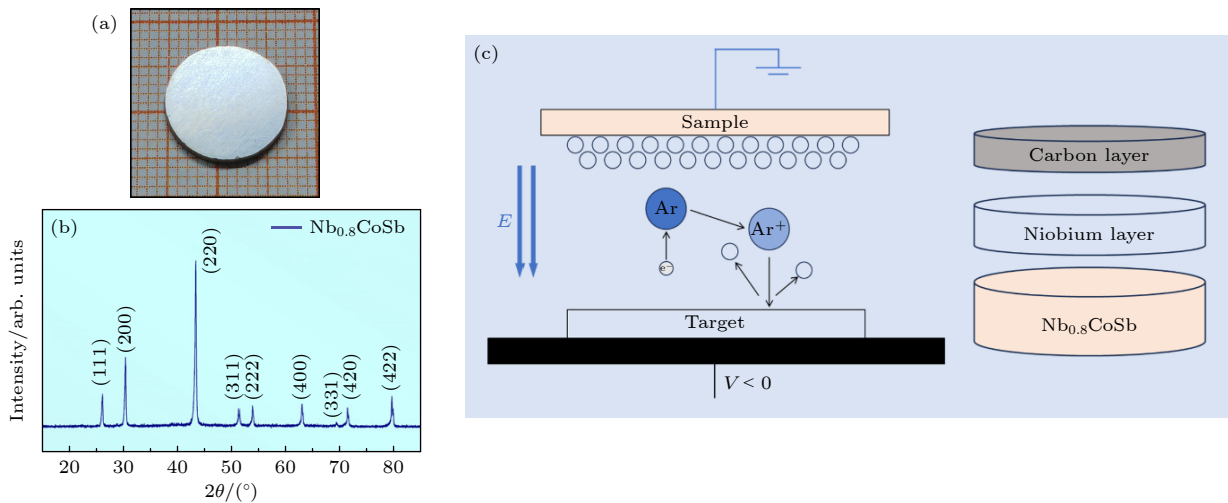 (a)
(b)
Nb0.8CoSb
(111)
(200)
(220)
(311)
(222)
(400)
(331)
(420)
(422)
Intensity/arb. units
20 30 40 50 60 70 80
2θ/(°)
(c)
Sample
E
Ar
Ar+
e−
Target
V < 0
Carbon layer
Niobium layer
Nb0.8CoSb